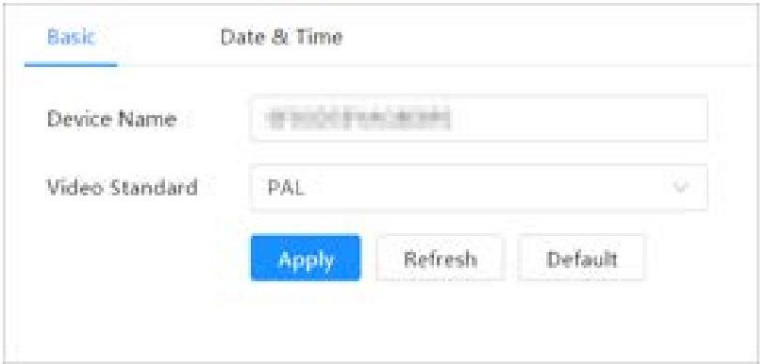 Basic Date & Time
Device Name
Video Standard PAL
Apply Refresh Default